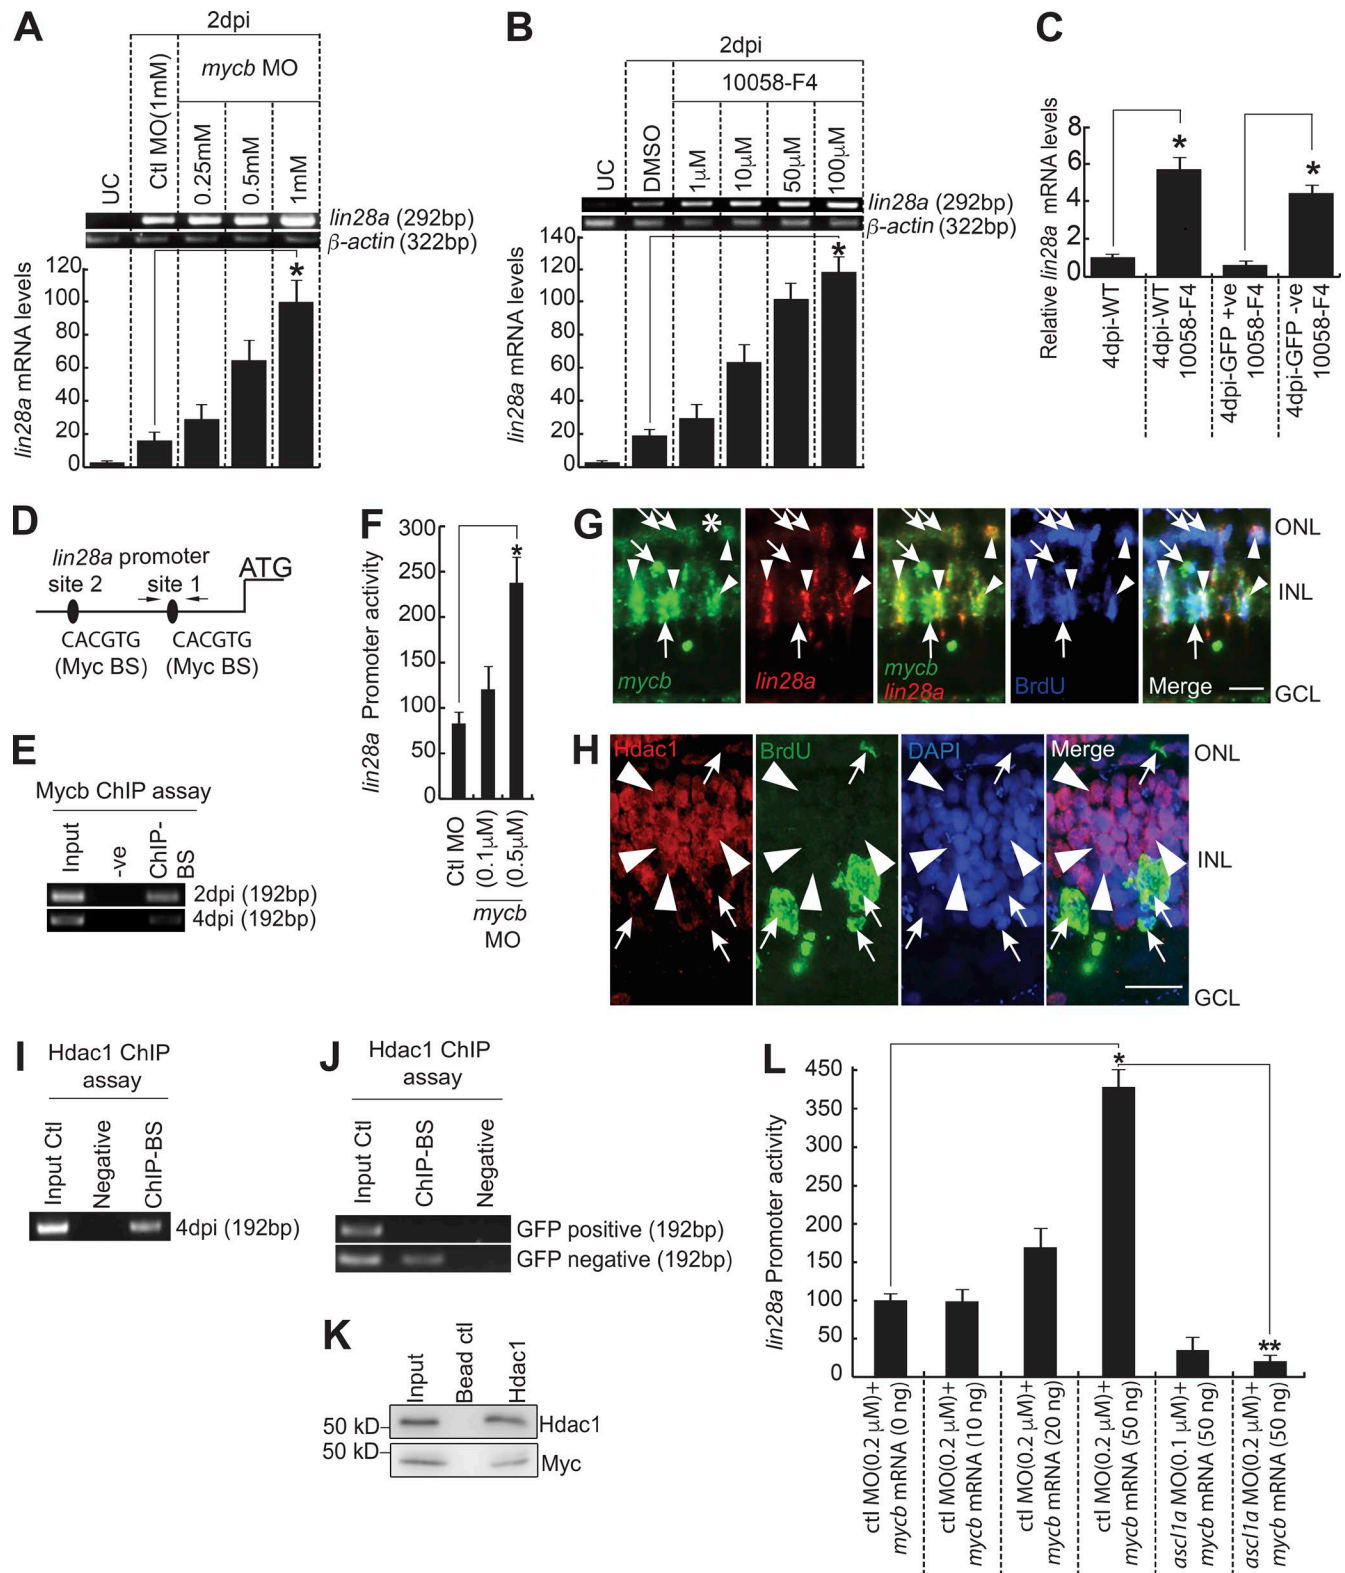 A
2dpi
mycb MO
UC
Ctl MO(1mM)
0.25mM
0.5mM
1mM
lin28a (292bp)
β-actin (322bp)
*
lin28a mRNA levels
120
100
80
60
40
20
0
B
2dpi
10058-F4
UC
DMSO
1μM
10μM
50μM
100μM
lin28a (292bp)
β-actin (322bp)
*
lin28a mRNA levels
140
120
100
80
60
40
20
0
C
Relative lin28a mRNA levels
8
6
4
2
0
*
*
4dpi-WT
4dpi-WT
10058-F4
4dpi-GFP +ve
10058-F4
4dpi-GFP -ve
10058-F4
D
lin28a promoter
site 2
site 1
ATG
CACGTG
(Myc BS)
CACGTG
(Myc BS)
E
Mycb ChIP assay
Input
-ve
ChIP-
BS
2dpi (192bp)
4dpi (192bp)
F
lin28a Promoter activity
300
250
200
150
100
50
0
*
Ctl MO
(0.1μM)
(0.5μM)
mycb
MO
G
*
mycb
lin28a
mycb
lin28a
BrdU
Merge
ONL
INL
GCL
H
Hdac1
BrdU
DAPI
Merge
ONL
INL
GCL
I
Hdac1 ChIP
assay
Input Ctl
Negative
ChIP-BS
4dpi (192bp)
J
Hdac1 ChIP
assay
Input Ctl
ChIP-BS
Negative
GFP positive (192bp)
GFP negative (192bp)
K
Input
Bead ctl
Hdac1
50 kD
Hdac1
50 kD
Myc
L
lin28a Promoter activity
450
350
300
250
200
150
100
50
0
*
**
ctl MO(0.2 μM)+
mycb mRNA (0 ng)
ctl MO(0.2 μM)+
mycb mRNA (10 ng)
ctl MO(0.2 μM)+
mycb mRNA (20 ng)
ctl MO(0.2 μM)+
mycb mRNA (50 ng)
ascl1a MO(0.1 μM)+
mycb mRNA (50 ng)
ascl1a MO(0.2 μM)+
mycb mRNA (50 ng)